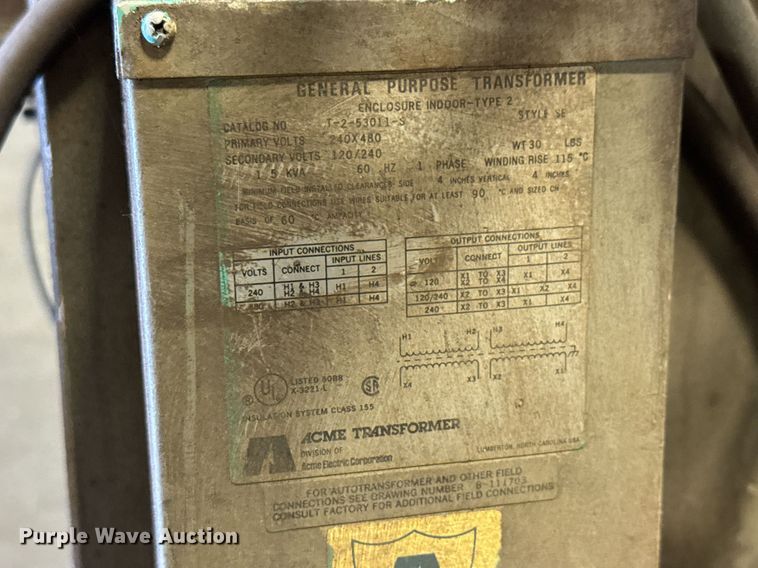 GENERAL PURPOSE TRANSFORMER
ENCLOSURE INDOOR-TYPE 2
CATALOG NO T-2-53011-S STYLE SE
PRIMARY VOLTS 240X480 WT 30 LBS
SECONDARY VOLTS 120/240
1.5 KVA 60 HZ 1 PHASE WINDING RISE 115 °C
MINIMUM FIELD INSTALLED CLEARANCES: SIDE 4 INCHES VERTICAL 4 INCHES
FOR FIELD CONNECTIONS USE WIRES SUITABLE FOR AT LEAST 90 °C AND SIZED ON
BASIS OF 60 °C AMPACITY
INPUT CONNECTIONS
VOLTS CONNECT INPUT LINES
1 2
240 H1 & H3 H1 H4
H2 & H4
480 H2 & H3 H1 H4
OUTPUT CONNECTIONS
VOLT CONNECT OUTPUT LINES
1 2
120 X1 TO X3 X1 X4
X2 TO X4
120/240 X2 TO X3 X1 X2 X4
240 X2 TO X3 X1 X4
H1 H2 H3 H4
X4 X3 X2 X1
UL ® LISTED 50B8
K-3221-L
SA
INSULATION SYSTEM CLASS 155
ACME TRANSFORMER
DIVISION OF
Acme Electric Corporation
LUMBERTON, NORTH CAROLINA USA
FOR AUTOTRANSFORMER AND OTHER FIELD
CONNECTIONS SEE DRAWING NUMBER B-111703
CONSULT FACTORY FOR ADDITIONAL FIELD CONNECTIONS
Purple Wave Auction